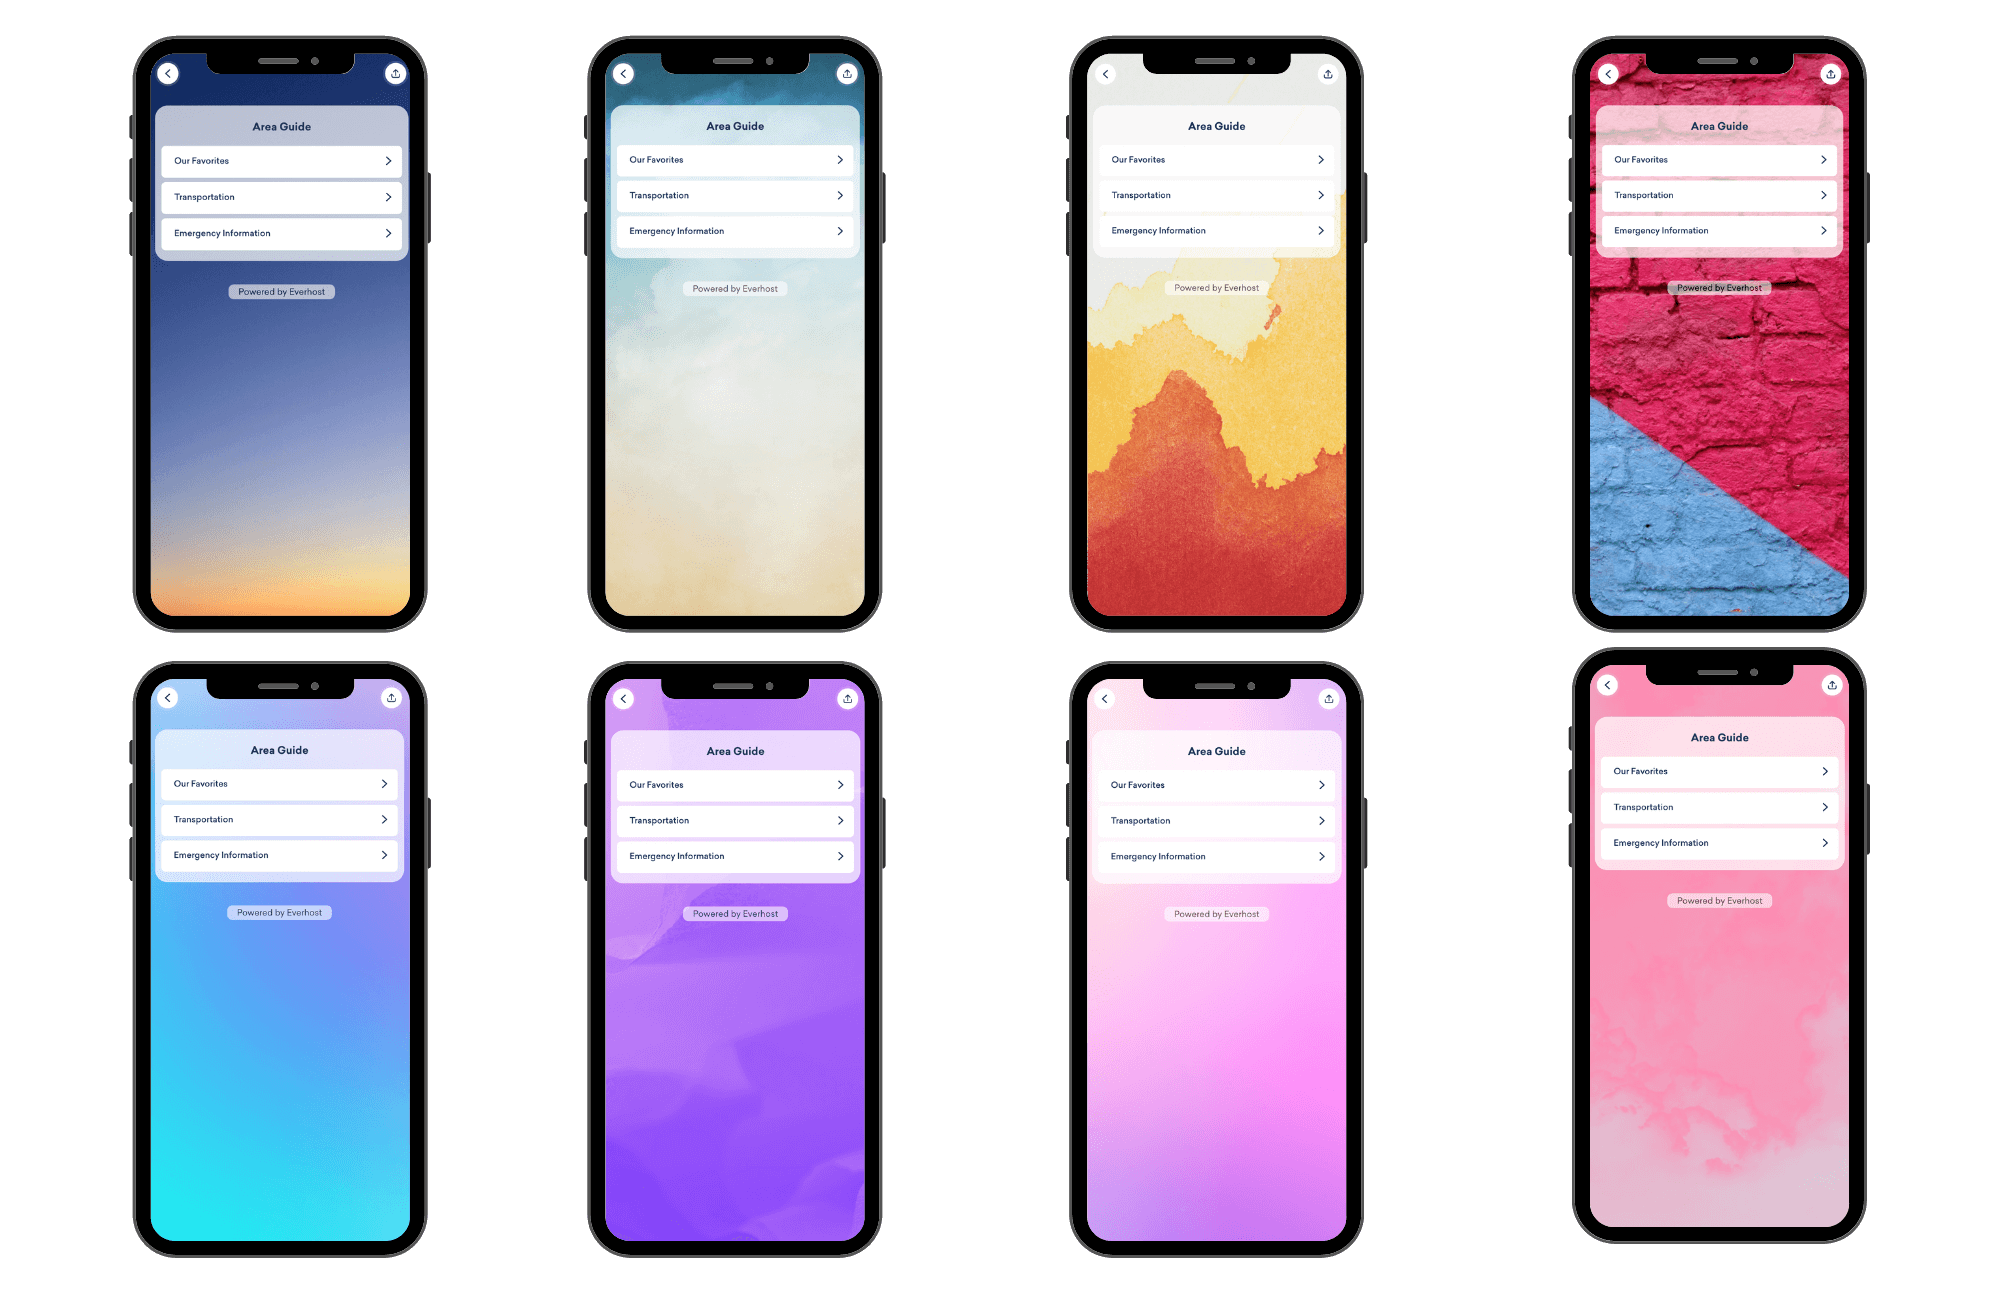 Area Guide
Our Favorites
Transportation
Emergency Information
Powered by Everhost
Area Guide
Our Favorites
Transportation
Emergency Information
Powered by Everhost
Area Guide
Our Favorites
Transportation
Emergency Information
Powered by Everhost
Area Guide
Our Favorites
Transportation
Emergency Information
Powered by Everhost
Area Guide
Our Favorites
Transportation
Emergency Information
Powered by Everhost
Area Guide
Our Favorites
Transportation
Emergency Information
Powered by Everhost
Area Guide
Our Favorites
Transportation
Emergency Information
Powered by Everhost
Area Guide
Our Favorites
Transportation
Emergency Information
Powered by Everhost